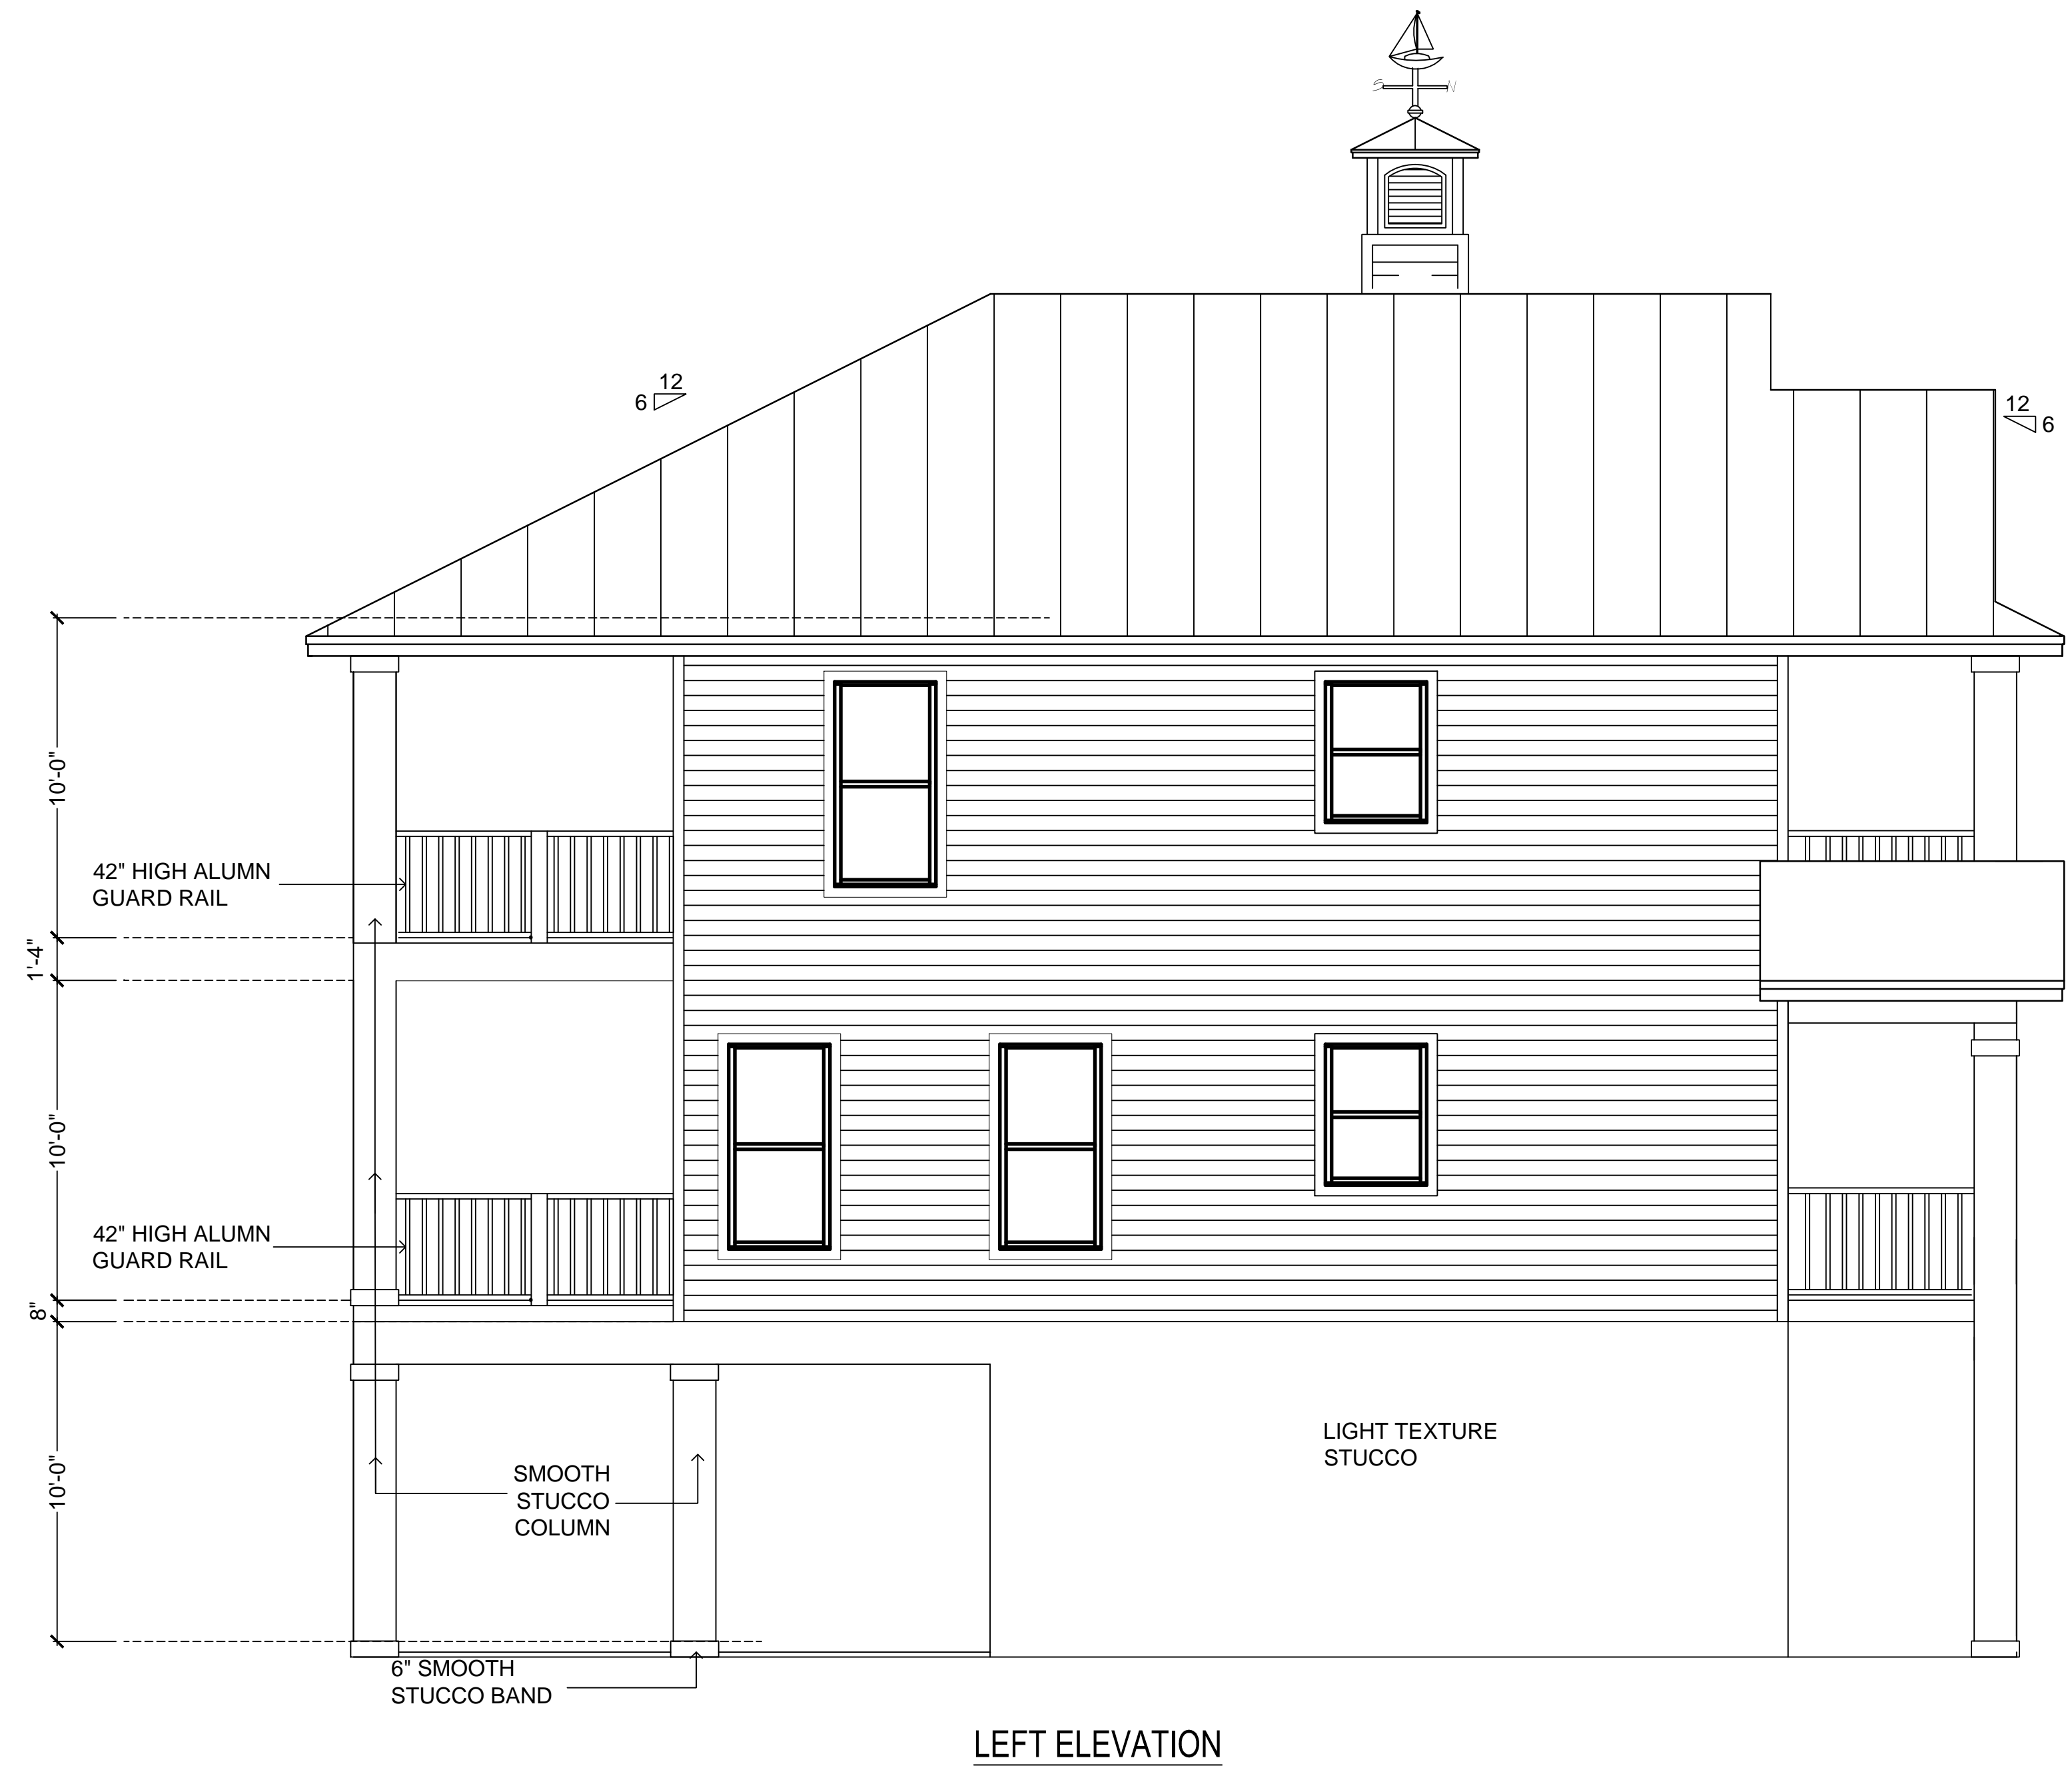 S N
12
6
12
6
10'-0"
42" HIGH ALUMN
GUARD RAIL
1'-4"
10'-0"
42" HIGH ALUMN
GUARD RAIL
8"
10'-0"
LIGHT TEXTURE
STUCCO
SMOOTH
STUCCO
COLUMN
6" SMOOTH
STUCCO BAND
LEFT ELEVATION